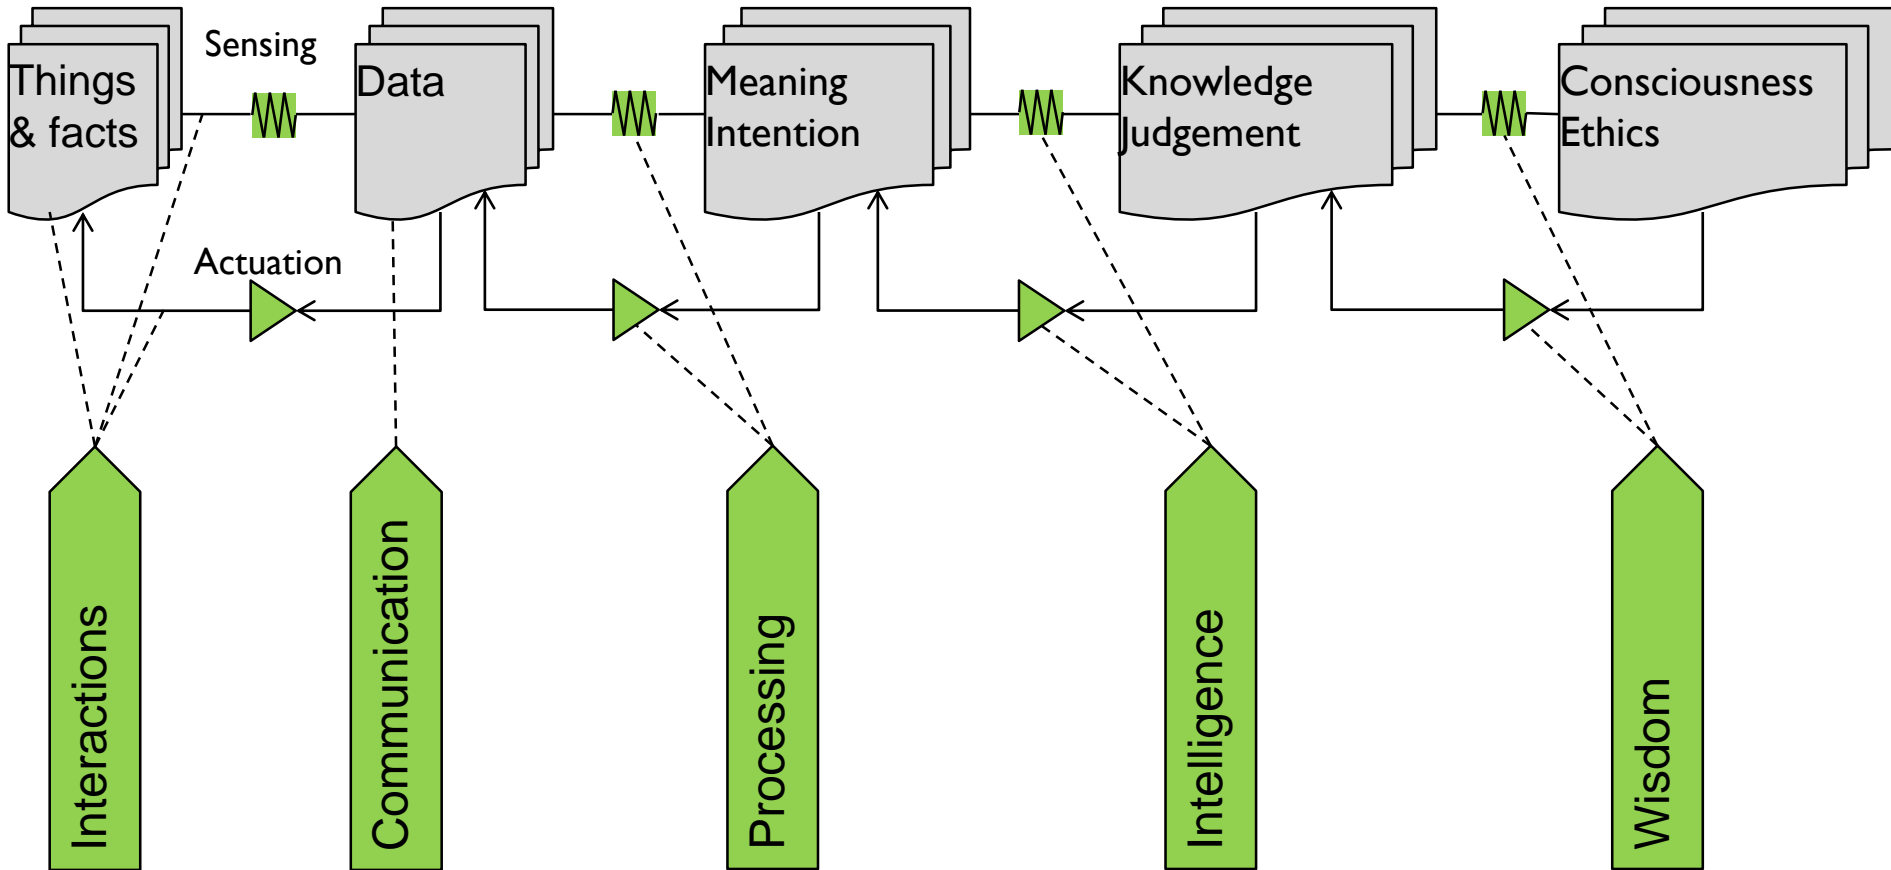 Sensing
Things
& facts
Data
Meaning
Intention
Knowledge
Judgement
Consciousness
Ethics
Actuation
Interactions
Communication
Processing
Intelligence
Wisdom